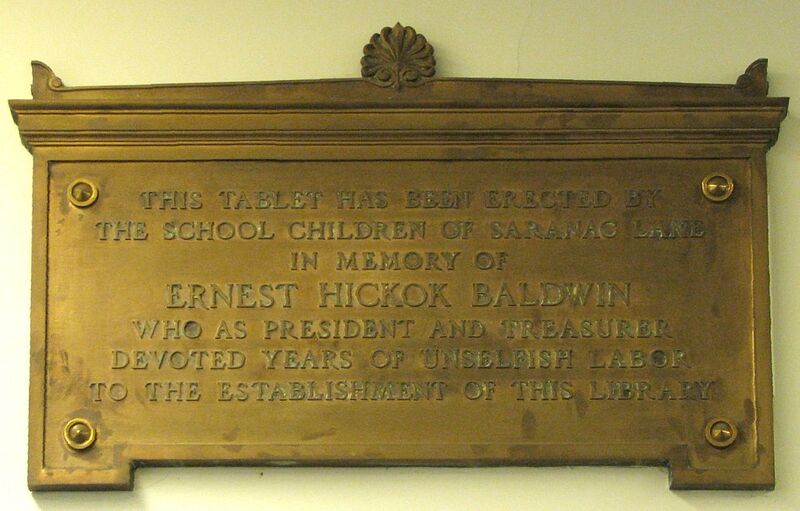 THIS TABLET HAS BEEN ERECTED BY
THE SCHOOL CHILDREN OF SARANAC LAKE
IN MEMORY OF
ERNEST HICKOK BALDWIN
WHO AS PRESIDENT AND TREASURER
DEVOTED YEARS OF UNSELFISH LABOR
TO THE ESTABLISHMENT OF THIS LIBRARY